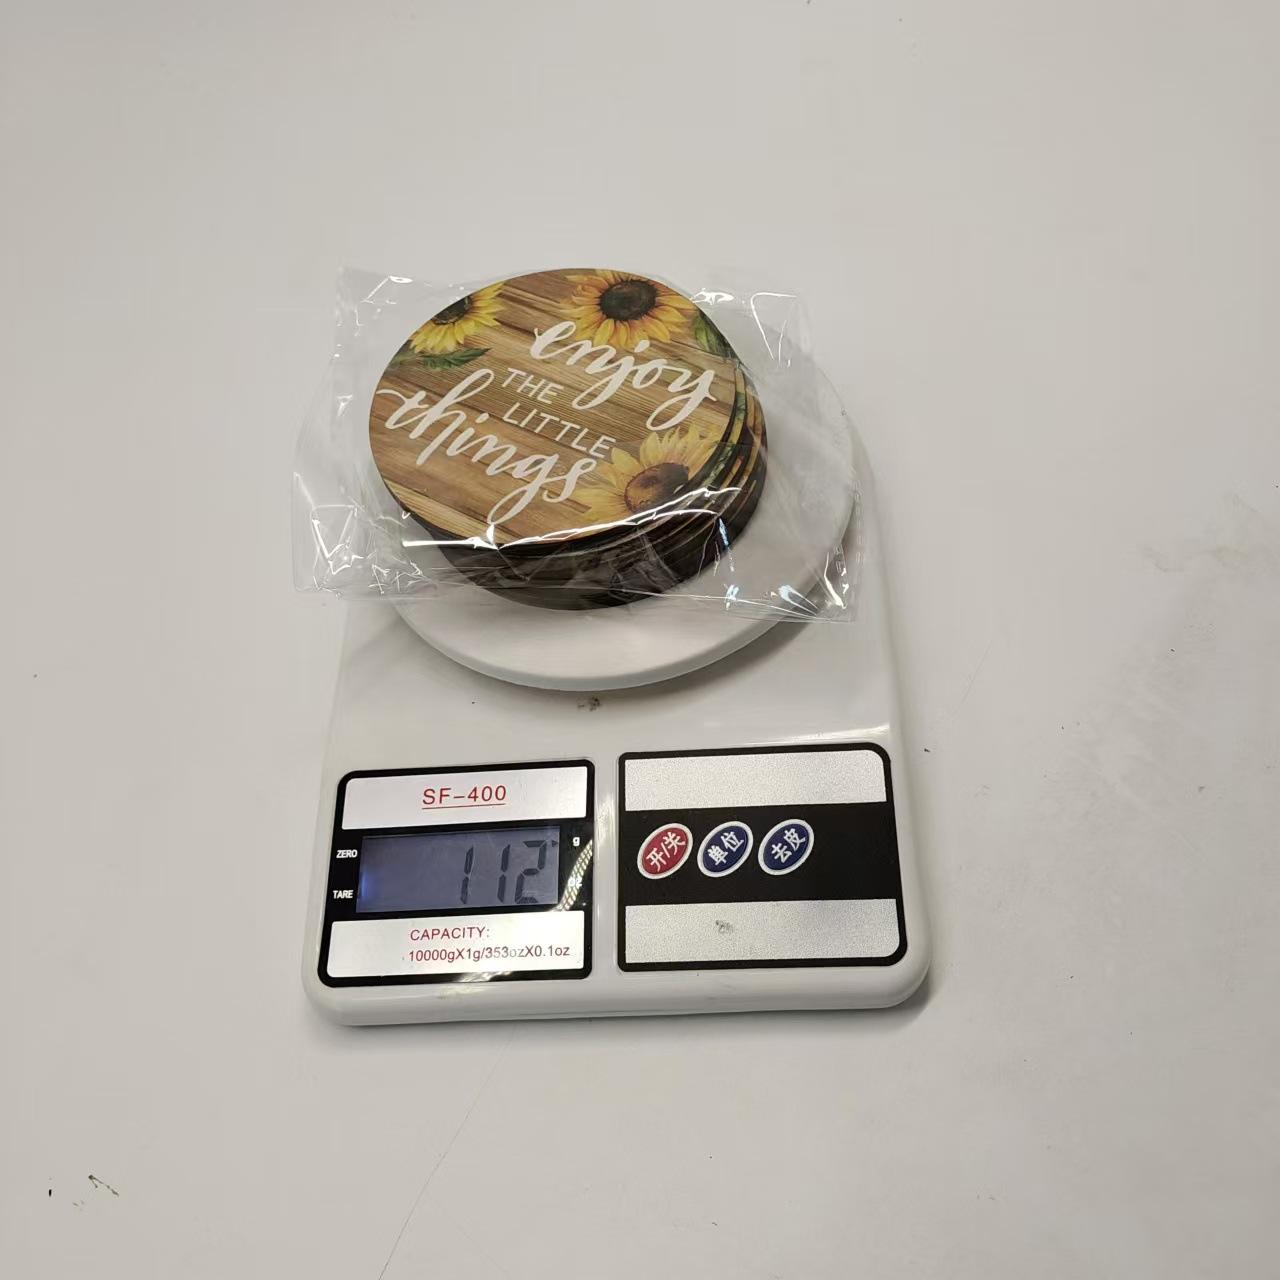 enjoy
THE
LITTLE
things
SF-400
ZERO
TARE
112
g
CAPACITY:
10000gX1g/353ozX0.1oz
开/关
单位
去皮